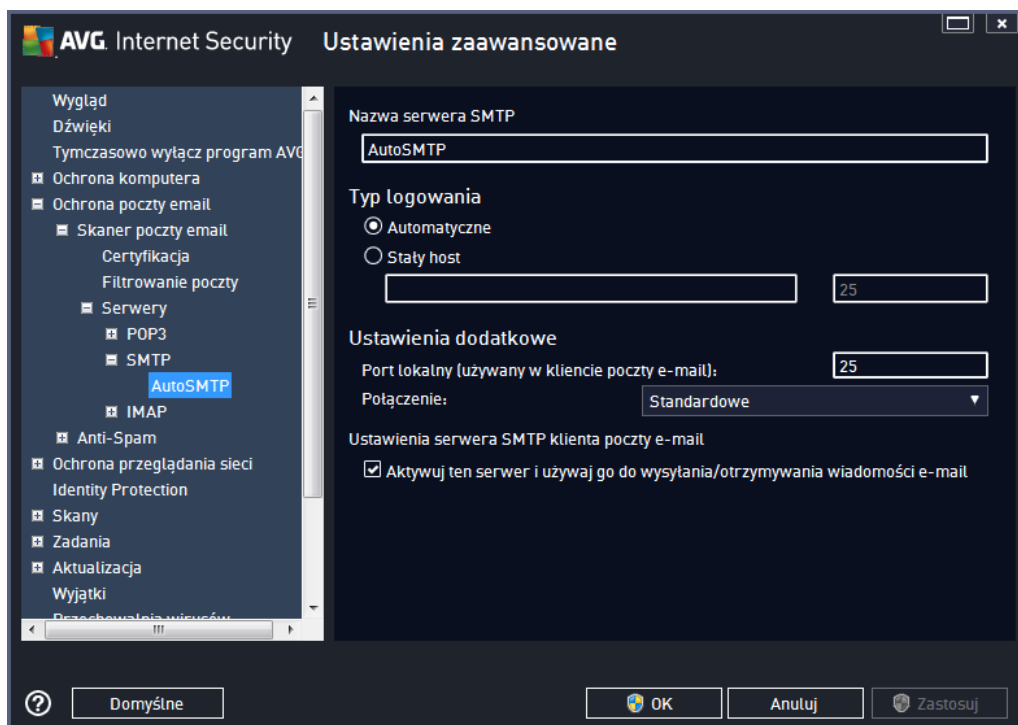 AVG. Internet Security Ustawienia zaawansowane
Wygląd
Dźwięki
Tymczasowo wyłącz program AVG
Ochrona komputera
Ochrona poczty email
Skaner poczty email
Certyfikacja
Filtrowanie poczty
Serwery
POP3
SMTP
AutoSMTP
IMAP
Anti-Spam
Ochrona przeglądania sieci
Identity Protection
Skany
Zadania
Aktualizacja
Wyjątki
Przechowalnia wirusów
Nazwa serwera SMTP
AutoSMTP
Typ logowania
Automatyczne
Stały host
25
Ustawienia dodatkowe
Port lokalny (używany w kliencie poczty e-mail): 25
Połączenie: Standardowe
Ustawienia serwera SMTP klienta poczty e-mail
Aktywuj ten serwer i używaj go do wysyłania/otrzymywania wiadomości e-mail
Domyślne OK Anuluj Zastosuj